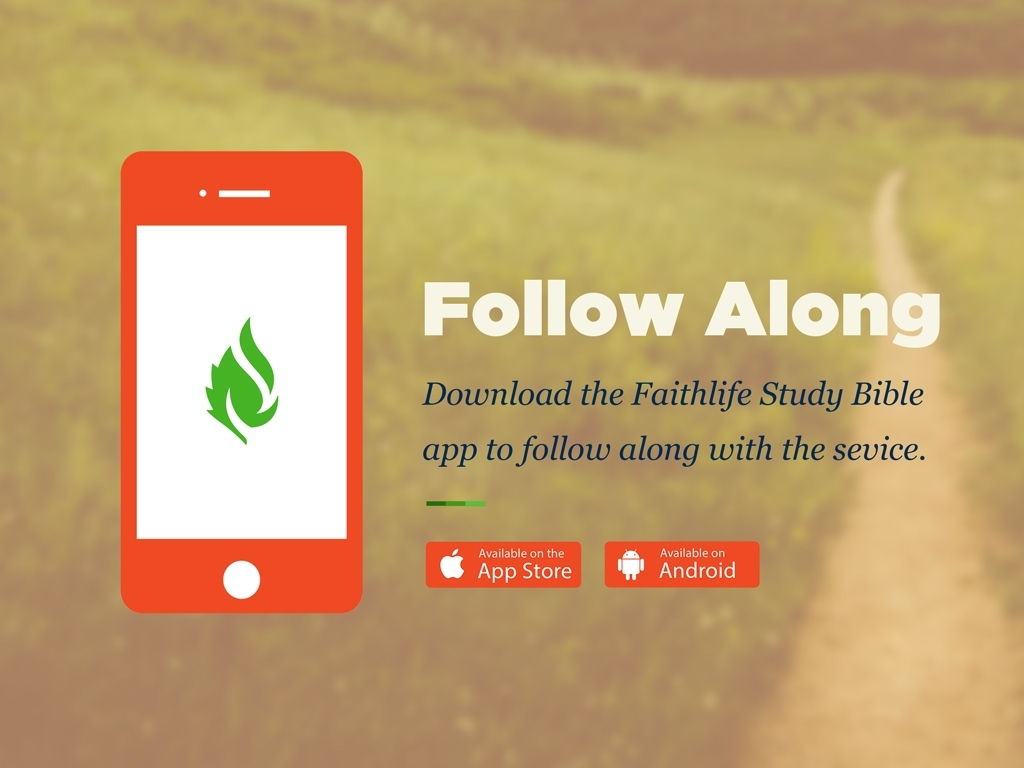 Follow Along
Download the Faithlife Study Bible
app to follow along with the sevice.
Available on the
App Store
Available on
Android